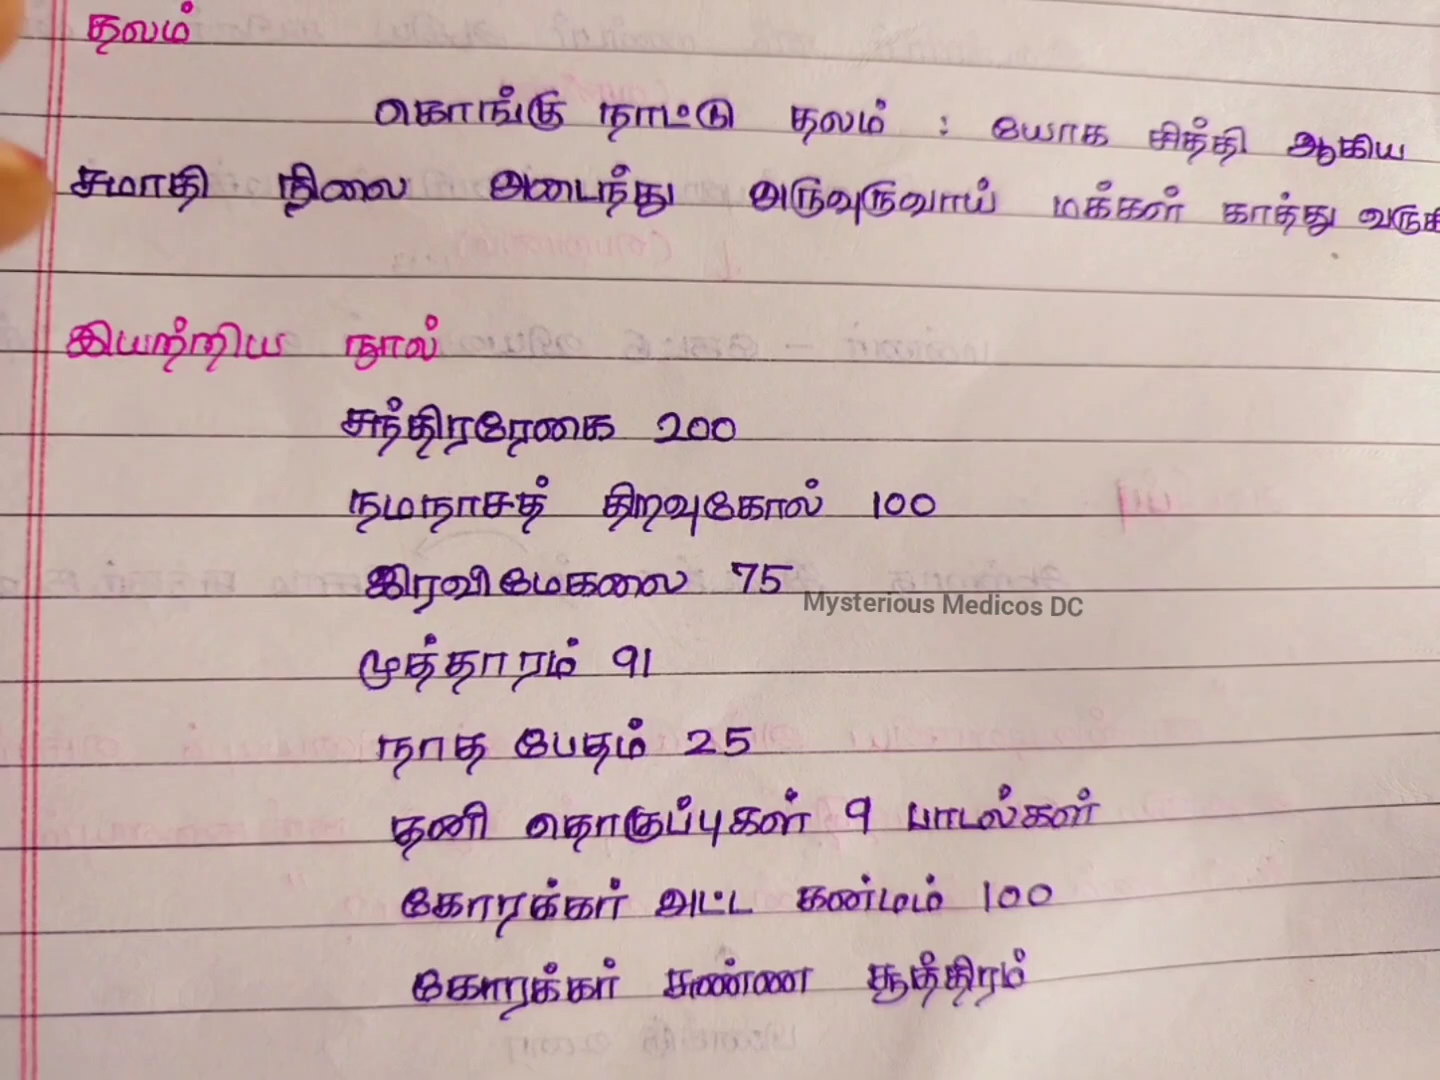 தலம்
கொங்கு நாட்டு தலம் : யோக சித்தி ஆகிய
சமாதி நிலை அடைந்து அருவுருவாய் மக்கள் காத்து
இயற்றிய நூல்
சந்திரரேகை 200
நமநாசத் திறவுகோல் 100
இரவிமேகலை 75
Mysterious Medicos DC
முத்தாரம் 91
நாத பேதம் 25
தனி தொகுப்புகள் 9 பாடல்கள்
கோரக்கர் அட்ட கண்மம் 100
கோரக்கர் சுண்ண சூத்திரம்